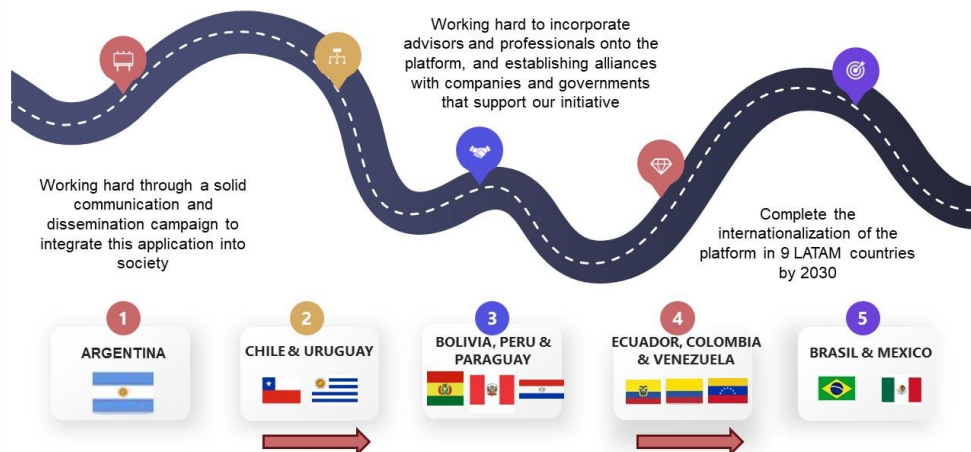 Working hard to incorporate
advisors and professionals onto the
platform, and establishing alliances
with companies and governments
that support our initiative
Working hard through a solid
communication and
dissemination campaign to
integrate this application into
society
Complete the
internationalization of the
platform in 9 LATAM countries
by 2030
1
ARGENTINA
2
CHILE & URUGUAY
3
BOLIVIA, PERU &
PARAGUAY
4
ECUADOR, COLOMBIA
& VENEZUELA
5
BRASIL & MEXICO